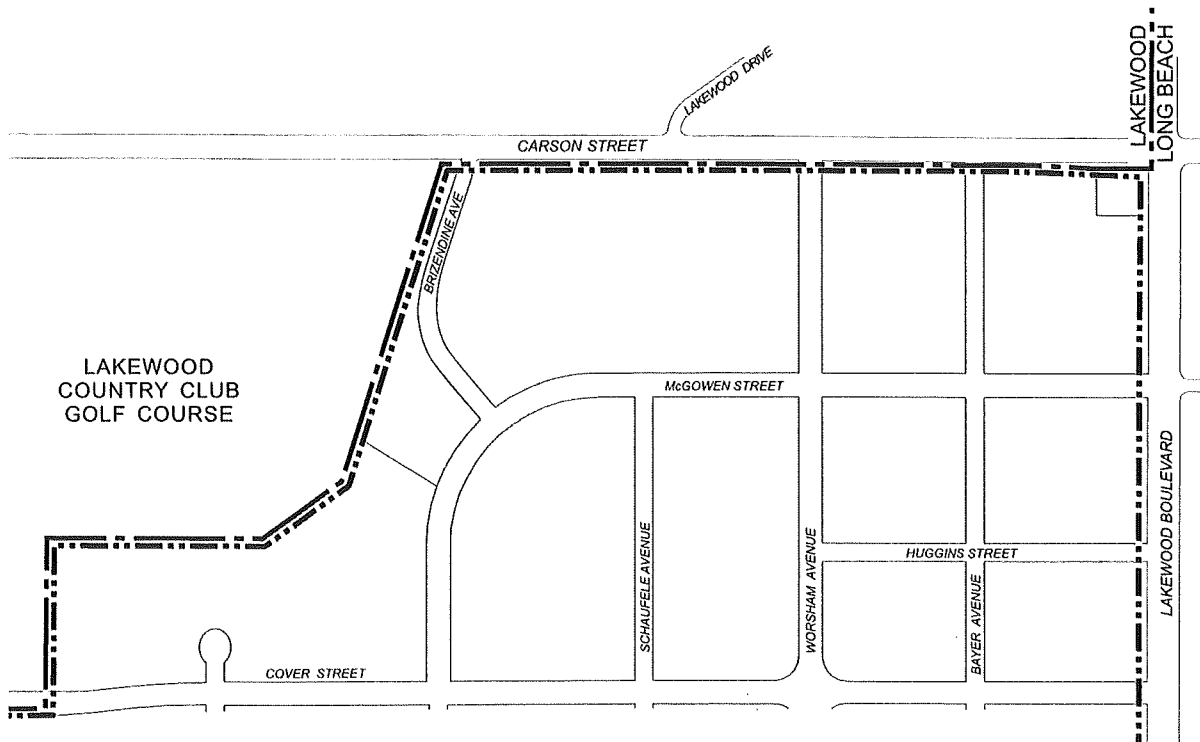 LAKEWOOD
LONG BEACH
LAKEWOOD DRIVE
CARSON STREET
BRIZENDINE AVE
LAKEWOOD
COUNTRY CLUB
GOLF COURSE
McGOWEN STREET
LAKEWOOD BOULEVARD
SCHAUFELE AVENUE
WORSHAM AVENUE
HUGGINS STREET
BAYER AVENUE
COVER STREET